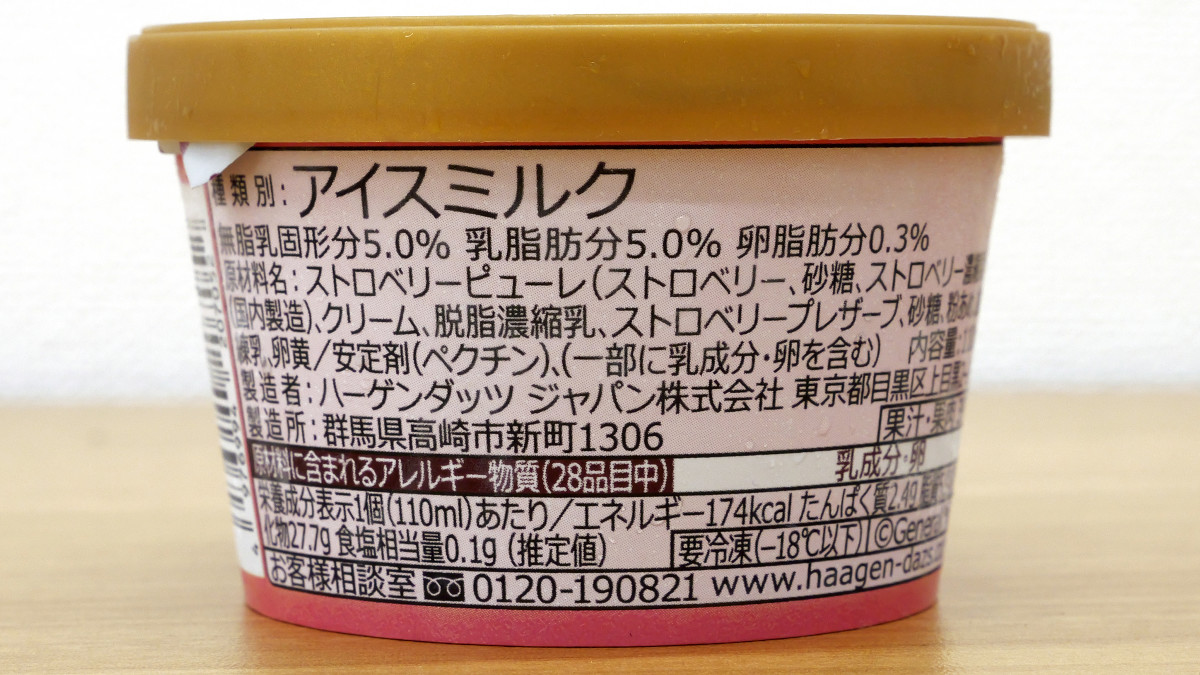 種類別:アイスミルク
無脂乳固形分5.0% 乳脂肪分5.0% 卵脂肪分0.3%
原材料名:ストロベリーピューレ(ストロベリー、砂糖、ストロベリー濃縮
(国内製造)、クリーム、脱脂濃縮乳、ストロベリープレザーブ、砂糖、粉あめ
練乳、卵黄/安定剤(ペクチン)、(一部に乳成分・卵を含む) 内容量:
製造者:ハーゲンダッツ ジャパン株式会社 東京都目黒区上目黒
製造所:群馬県高崎市新町1306 果汁・果肉
原材料に含まれるアレルギー物質(28品目中) 乳成分・卵
栄養成分表示1個(110ml)あたり/エネルギー174kcal たんぱく質2.4g 脂質
化物27.7g 食塩相当量0.1g (推定値) 要冷凍(−18℃以下) ©General
お客様相談室 0120-190821 www.haagen-dazs.